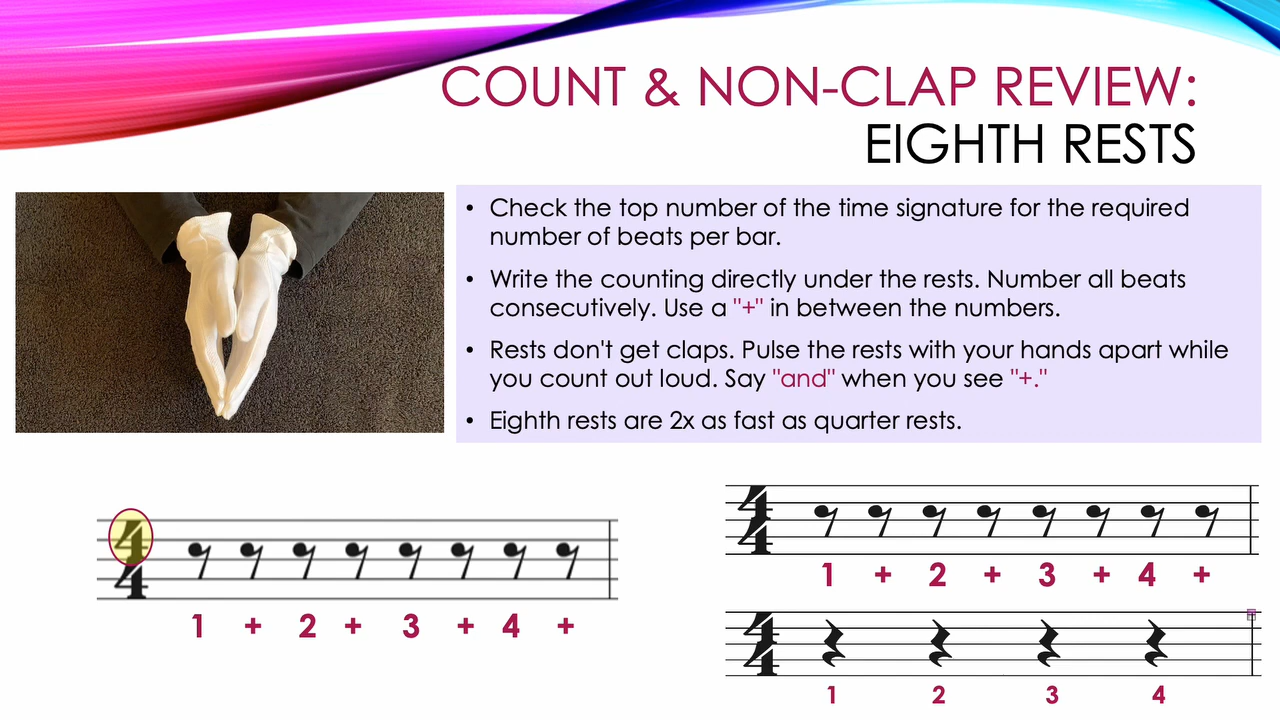 COUNT & NON-CLAP REVIEW:
EIGHTH RESTS
• Check the top number of the time signature for the required
number of beats per bar.
• Write the counting directly under the rests. Number all beats
consecutively. Use a "+" in between the numbers.
• Rests don't get claps. Pulse the rests with your hands apart while
you count out loud. Say "and" when you see "+."
• Eighth rests are 2x as fast as quarter rests.
4
4
1 + 2 + 3 + 4 +
4
4
1 + 2 + 3 + 4 +
4
4
1 2 3 4